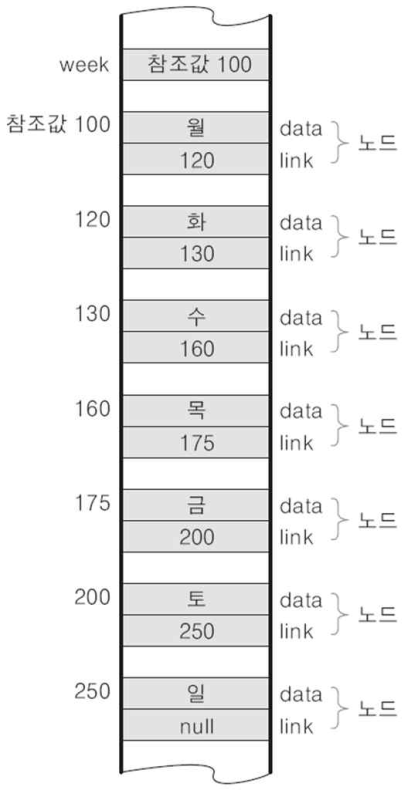 week 참조값 100
참조값 100 월 data 노드
120 link
120 화 data 노드
130 link
130 수 data 노드
160 link
160 목 data 노드
175 link
175 금 data 노드
200 link
200 토 data 노드
250 link
250 일 data 노드
null link